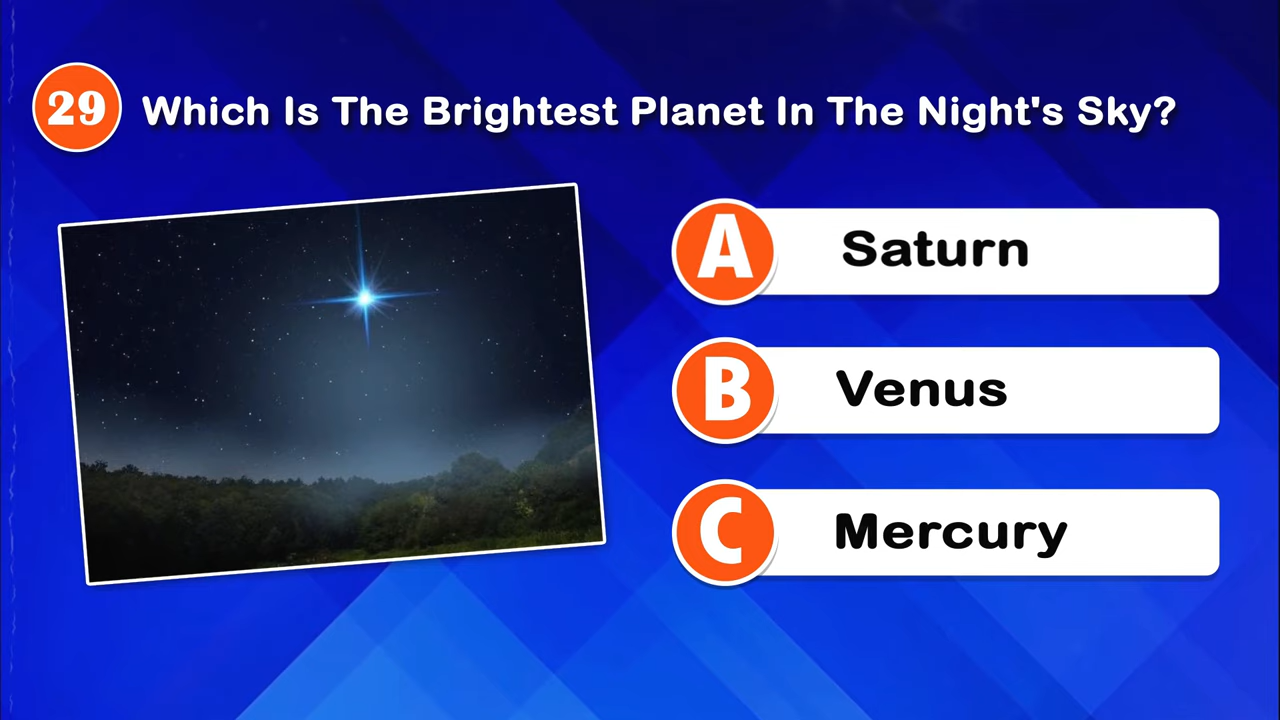 29 Which Is The Brightest Planet In The Night's Sky?
A Saturn
B Venus
C Mercury